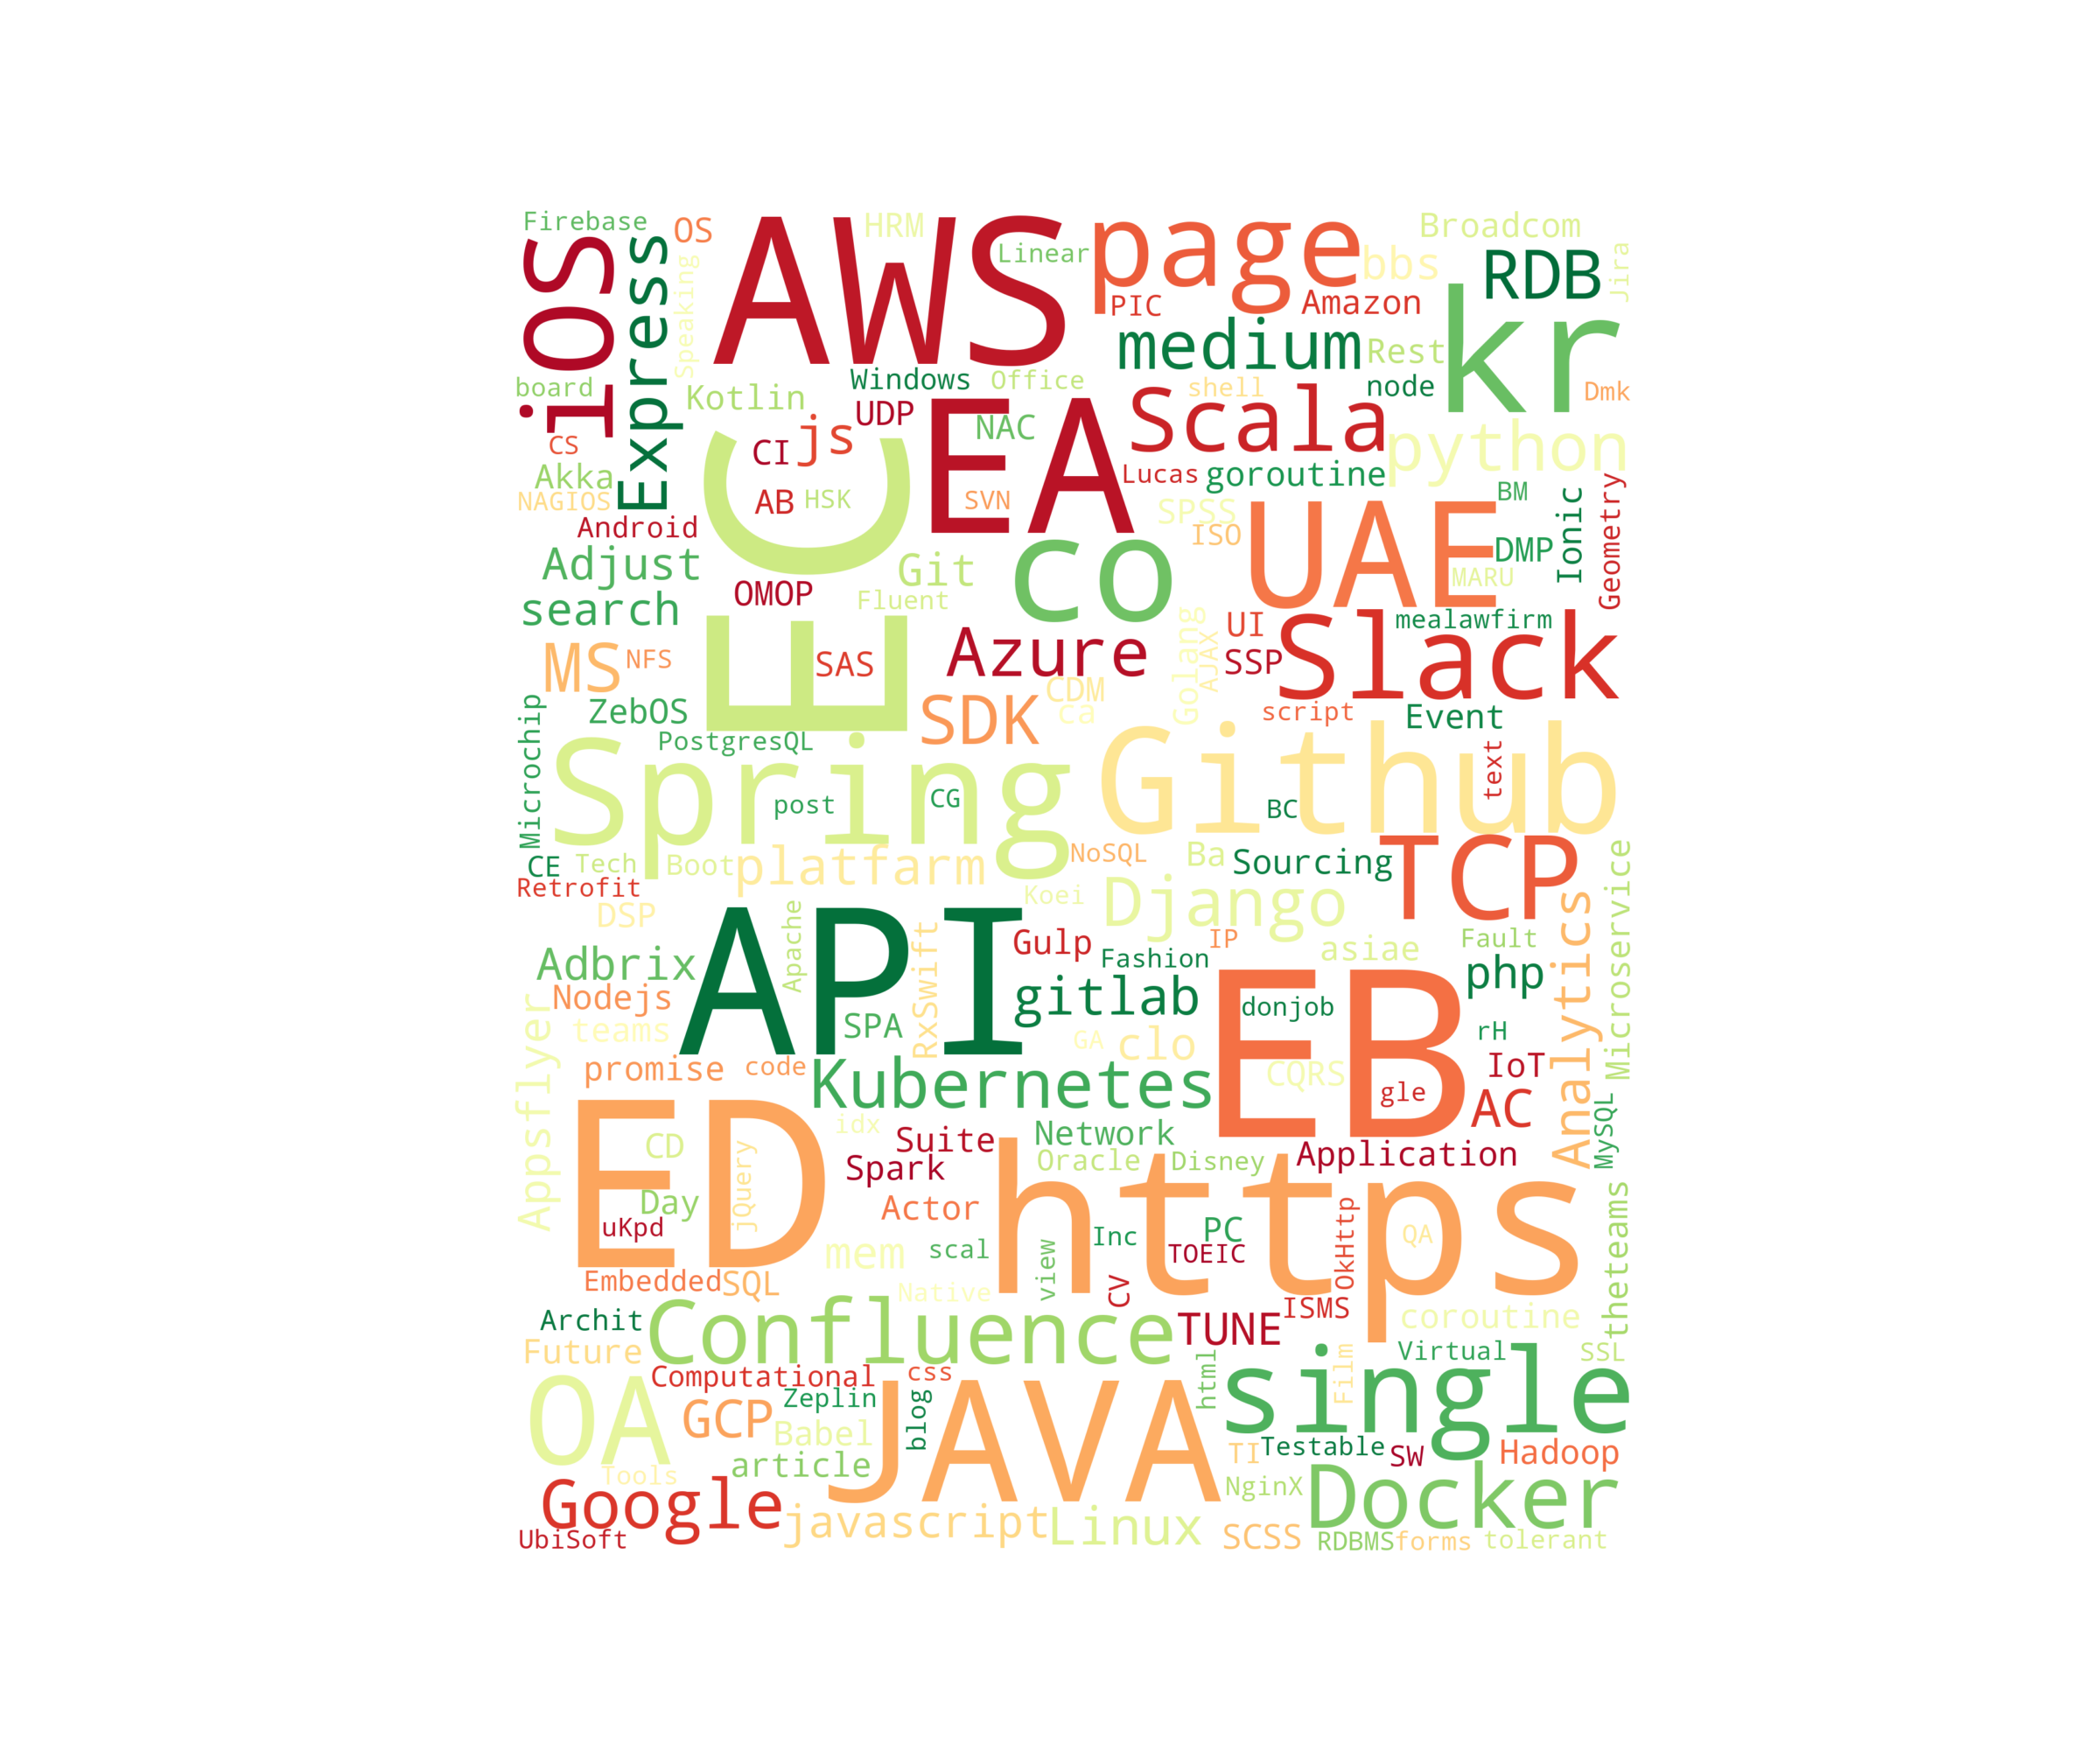 Firebase
OS
HRM
AWS
Linear
page
Broadcom
bbs
RDB
Jira
iOS
Express
Speaking
PIC
Amazon
kr
medium
Rest
board
Kotlin
Windows
Office
shell
node
Dmk
UDP
EA
NAC
Scala
python
CS
CI
js
Akka
NAGIOS
AB
HSK
SVN
Lucas
goroutine
BM
Ionic
Geometry
Android
EC
SPSS
ISO
UAE
DMP
MARU
Adjust
OMOP
Git
Fluent
co
search
Azure
Golang
AJAX
UI
SSP
mealawfirm
Slack
MS
NFS
SAS
CDM
ca
script
Event
Microchip
ZebOS
PostgresQL
SDK
Github
text
Spring
post
CG
BC
CE
Tech
Boot
platfarm
NoSQL
Ba
Sourcing
TCP
Microservice
Retrofit
DSP
Koei
Django
Apache
API
RxSwift
Gulp
IP
asiae
Fault
Analytics
Adbrix
Fashion
php
Nodejs
gitlab
EB
donjob
teams
SPA
GA
clo
rH
Appsflyer
promise
code
Kubernetes
CQRS
gle
IoT
AC
ED
idx
Suite
Network
MySQL
CD
jQuery
Spark
Oracle
Disney
Application
https
Day
uKpd
Actor
Inc
PC
OkHttp
QA
theteams
mem
scal
view
TOEIC
Embedded
SQL
Native
CV
ISMS
coroutine
Archit
Confluence
TUNE
Future
html
Film
Virtual
SSL
Computational
css
single
OA
GCP
Zeplin
blog
JAVA
Babel
TI
Testable
SW
Hadoop
article
Tools
NginX
Docker
Google
javascript
Linux
UbiSoft
SCSS
RDBMS
forms
tolerant